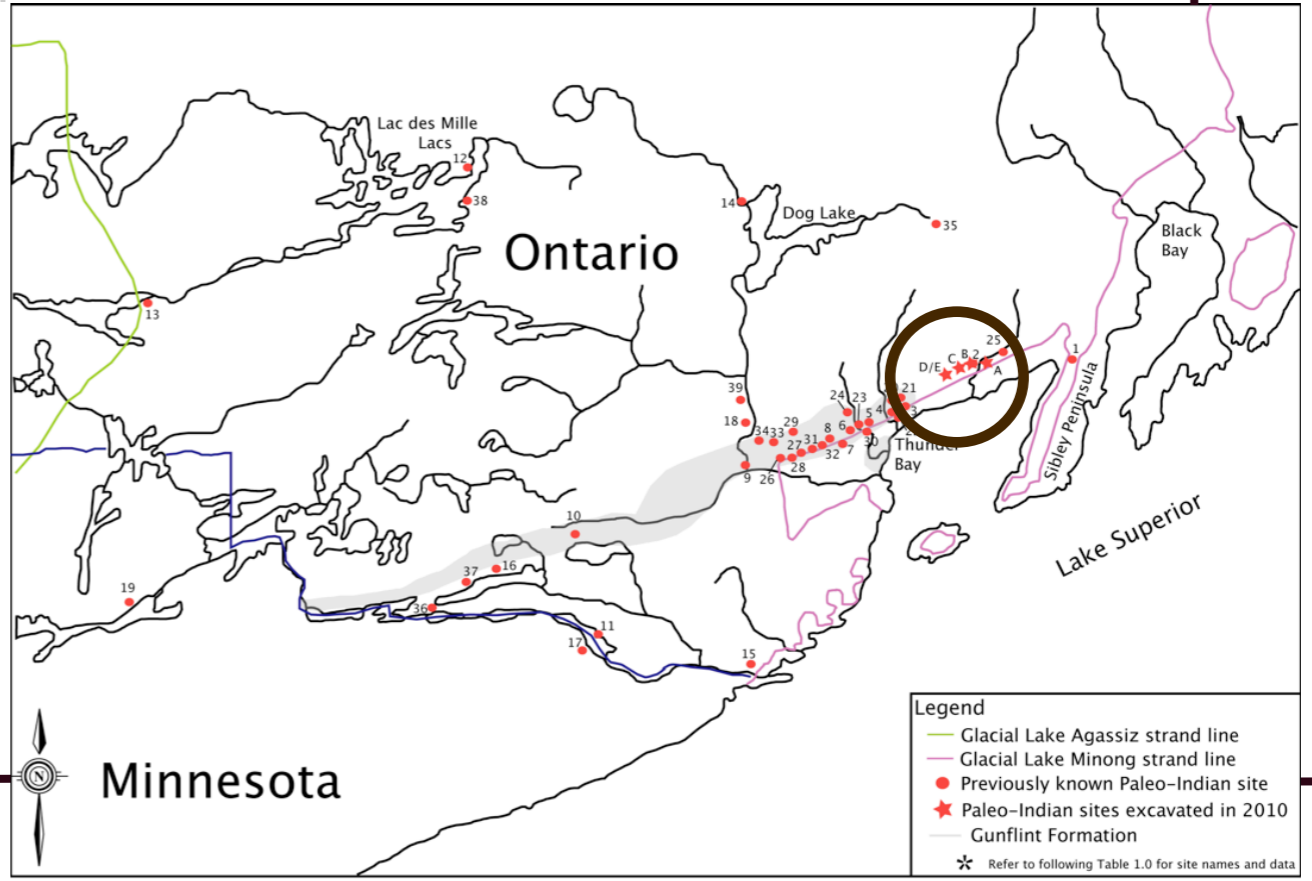 Lac des Mille
Lacs
12
38
14
Dog Lake
35
Ontario
Black
Bay
13
25
1
D/E C B 2
A
39
24 23
21
4
3
18
29
5
6
8
34 33
27 31
30
7
32
Thunder
Bay
9
26
28
Sibley Peninsula
Lake Superior
10
37
16
19
36
11
17
15
Minnesota
N
Legend
Glacial Lake Agassiz strand line
Glacial Lake Minong strand line
Previously known Paleo-Indian site
Paleo-Indian sites excavated in 2010
Gunflint Formation
* Refer to following Table 1.0 for site names and data